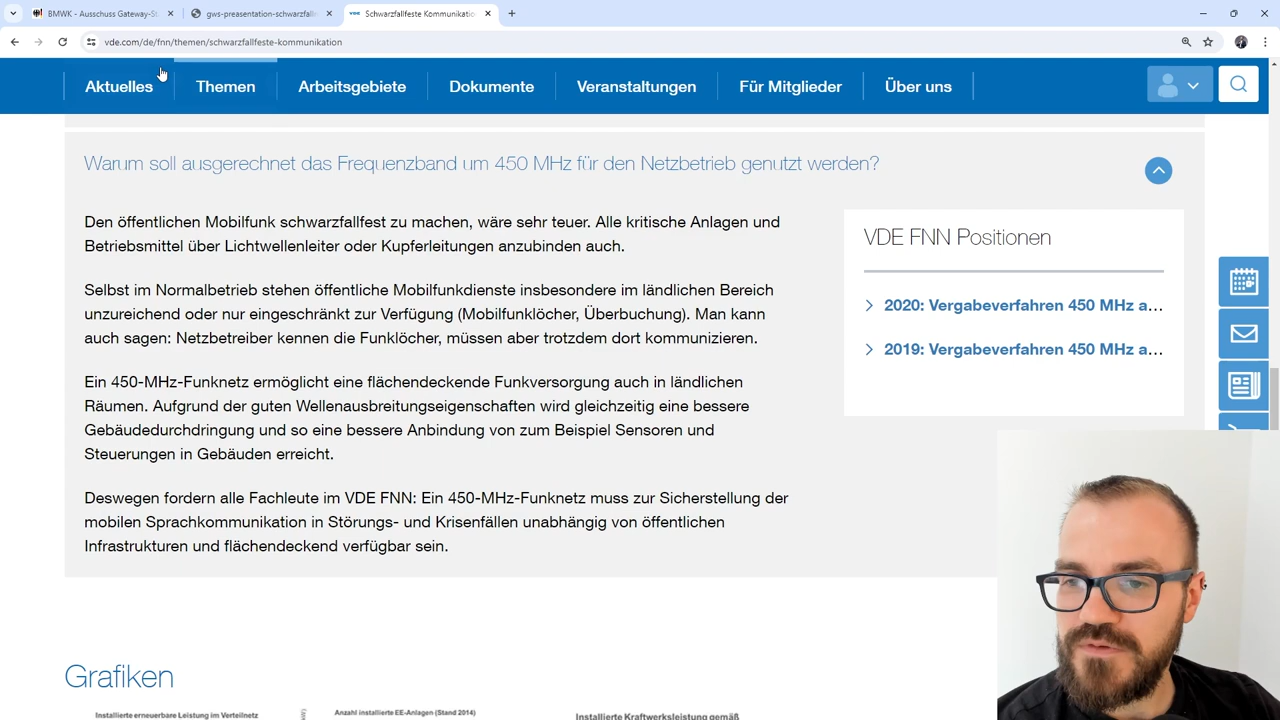 BMWK - Ausschuss Gateway-St
gws-prasentation-schwarzfalle
VDE
Schwarzfallfeste Kommunikatio
vde.com/de/fnn/themen/schwarzfallfeste-kommunikation
Aktuelles
Themen
Arbeitsgebiete
Dokumente
Veranstaltungen
Für Mitglieder
Über uns
Warum soll ausgerechnet das Frequenzband um 450 MHz für den Netzbetrieb genutzt werden?
Den öffentlichen Mobilfunk schwarzfallfest zu machen, wäre sehr teuer. Alle kritische Anlagen und
Betriebsmittel über Lichtwellenleiter oder Kupferleitungen anzubinden auch.
Selbst im Normalbetrieb stehen öffentliche Mobilfunkdienste insbesondere im ländlichen Bereich
unzureichend oder nur eingeschränkt zur Verfügung (Mobilfunklöcher, Überbuchung). Man kann
auch sagen: Netzbetreiber kennen die Funklöcher, müssen aber trotzdem dort kommunizieren.
Ein 450-MHz-Funknetz ermöglicht eine flächendeckende Funkversorgung auch in ländlichen
Räumen. Aufgrund der guten Wellenausbreitungseigenschaften wird gleichzeitig eine bessere
Gebäudedurchdringung und so eine bessere Anbindung von zum Beispiel Sensoren und
Steuerungen in Gebäuden erreicht.
Deswegen fordern alle Fachleute im VDE FNN: Ein 450-MHz-Funknetz muss zur Sicherstellung der
mobilen Sprachkommunikation in Störungs- und Krisenfällen unabhängig von öffentlichen
Infrastrukturen und flächendeckend verfügbar sein.
VDE FNN Positionen
2020: Vergabeverfahren 450 MHz a...
2019: Vergabeverfahren 450 MHz a...
Grafiken
Installierte erneuerbare Leistung im Verteilnetz
Anzahl installierte EE-Anlagen (Stand 2014)
Installierte Kraftwerksleistung gemäß